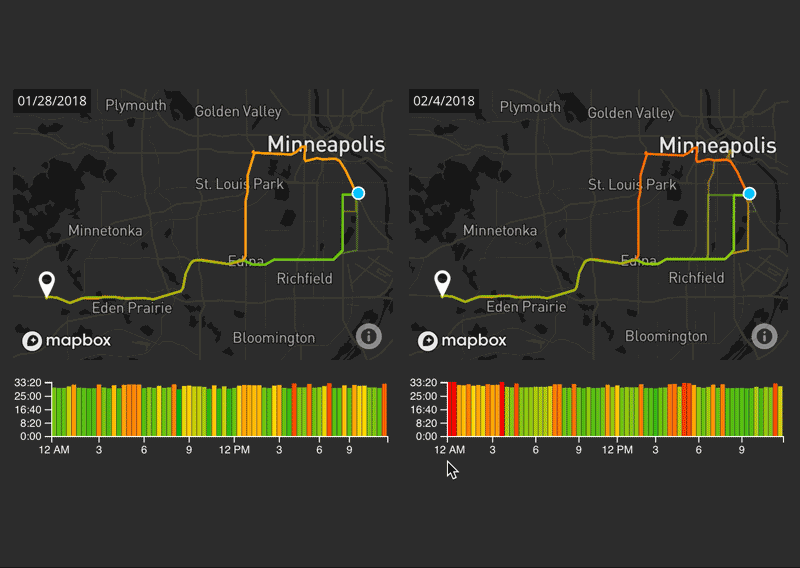 01/28/2018
Plymouth
Golden Valley
Minneapolis
St. Louis Park
Minnetonka
Edina
Richfield
Eden Prairie
Bloomington
mapbox
33:20
25:00
16:40
8:20
0:00
12 AM 3 6 9 12 PM 3 6 9
02/4/2018
Plymouth
Golden Valley
Minneapolis
St. Louis Park
Minnetonka
Edina
Richfield
Eden Prairie
Bloomington
mapbox
33:20
25:00
16:40
8:20
0:00
12 AM 3 6 9 12 PM 3 6 9